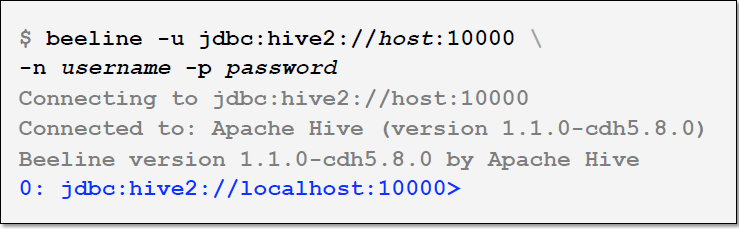 $ beeline -u jdbc:hive2://host:10000 \
-n username -p password
Connecting to jdbc:hive2://host:10000
Connected to: Apache Hive (version 1.1.0-cdh5.8.0)
Beeline version 1.1.0-cdh5.8.0 by Apache Hive
0: jdbc:hive2://localhost:10000>